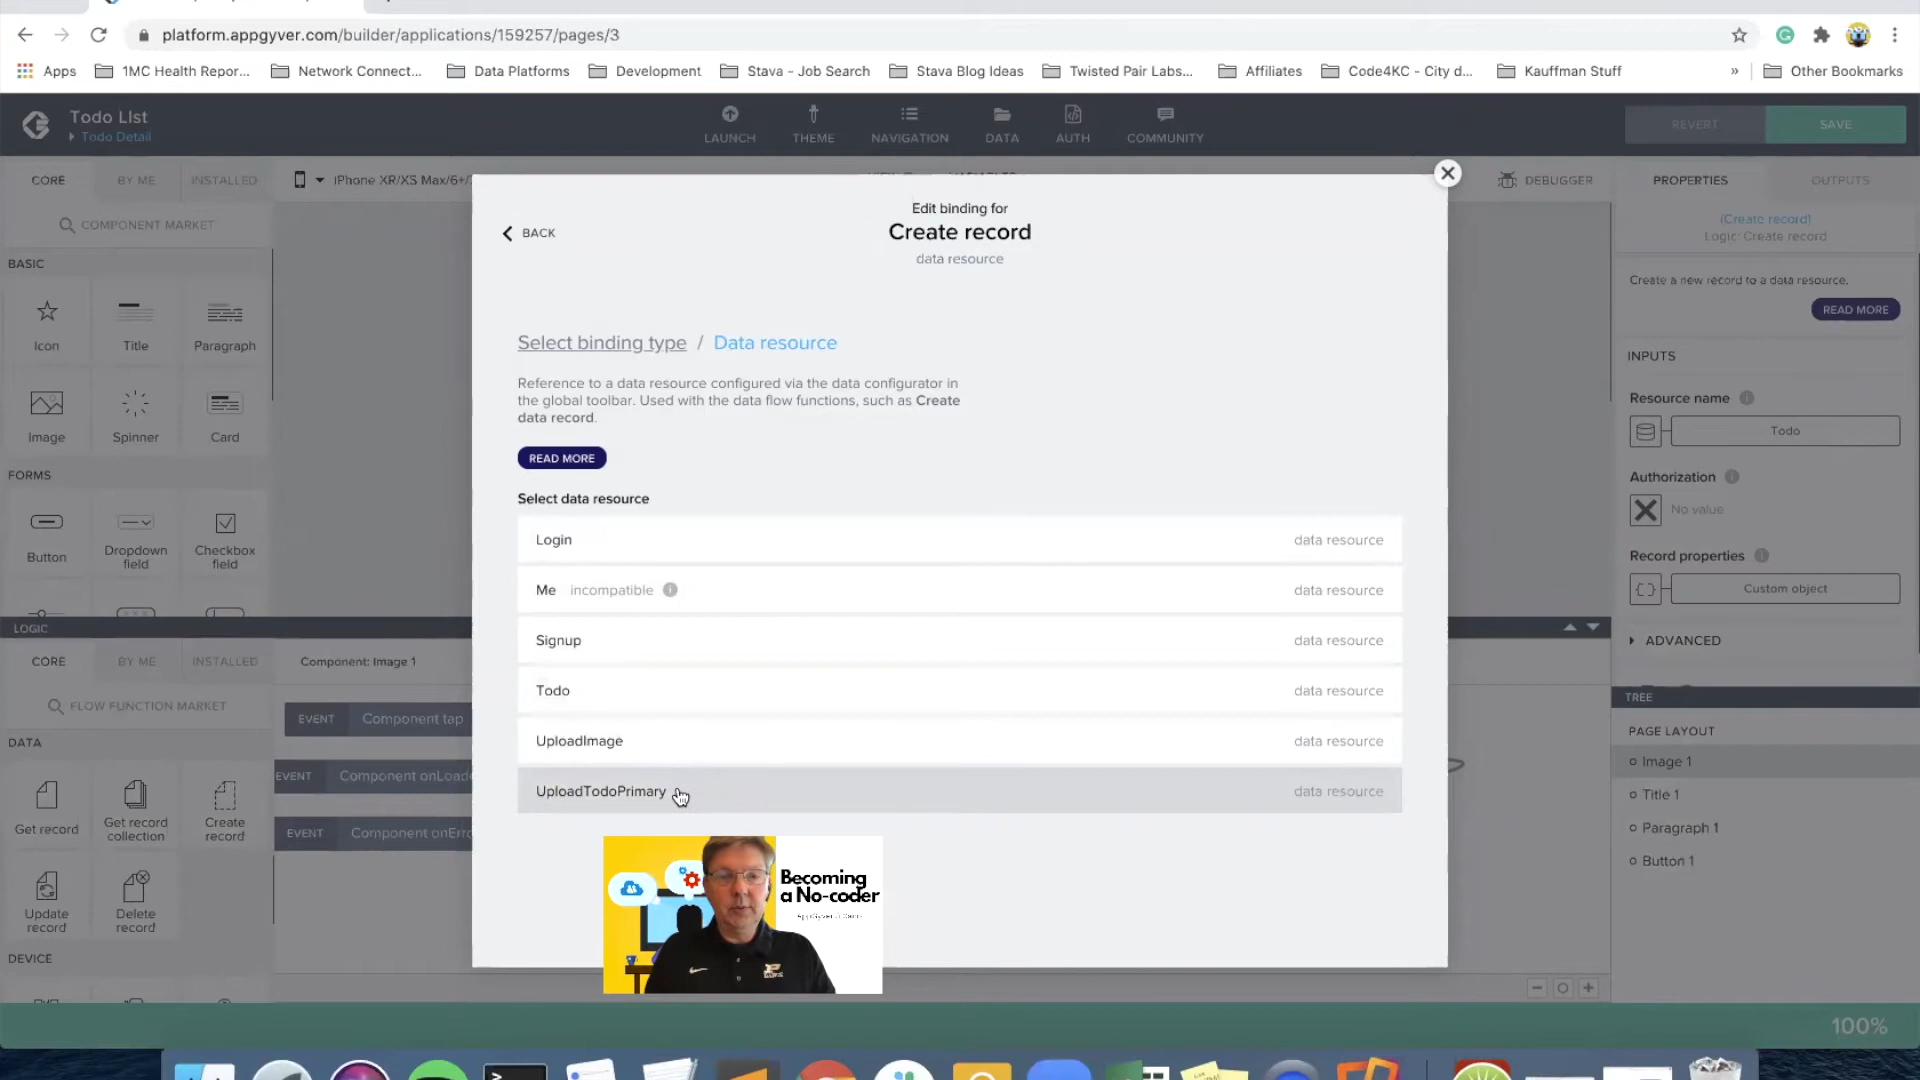 platform.appgyver.com/builder/applications/159257/pages/3
Apps
1MC Health Repor...
Network Connect...
Data Platforms
Development
Stava - Job Search
Stava Blog Ideas
Twisted Pair Labs...
Affiliates
Code4KC - City d...
Kauffman Stuff
»
Other Bookmarks
Todo LIst
Todo Detail
LAUNCH
THEME
NAVIGATION
DATA
AUTH
COMMUNITY
REVERT
SAVE
CORE
BY ME
INSTALLED
iPhone XR/XS Max/6+/
DEBUGGER
PROPERTIES
OUTPUTS
COMPONENT MARKET
BASIC
Icon
Title
Paragraph
Image
Spinner
Card
FORMS
Button
Dropdown field
Checkbox field
BACK
Edit binding for
Create record
data resource
Select binding type / Data resource
Reference to a data resource configured via the data configurator in
the global toolbar. Used with the data flow functions, such as Create
data record.
READ MORE
Select data resource
Login data resource
Me incompatible data resource
Signup data resource
Todo data resource
UploadImage data resource
UploadTodoPrimary data resource
Becoming
a No-coder
(Create record)
Logic: Create record
Create a new record to a data resource.
READ MORE
INPUTS
Resource name
Todo
Authorization
No value
Record properties
Custom object
ADVANCED
TREE
PAGE LAYOUT
Image 1
Title 1
Paragraph 1
Button 1
LOGIC
CORE
BY ME
INSTALLED
Component: Image 1
FLOW FUNCTION MARKET
EVENT Component tap
EVENT Component onLoad
EVENT Component onErro
DATA
Get record
Get record collection
Create record
Update record
Delete record
DEVICE
100%